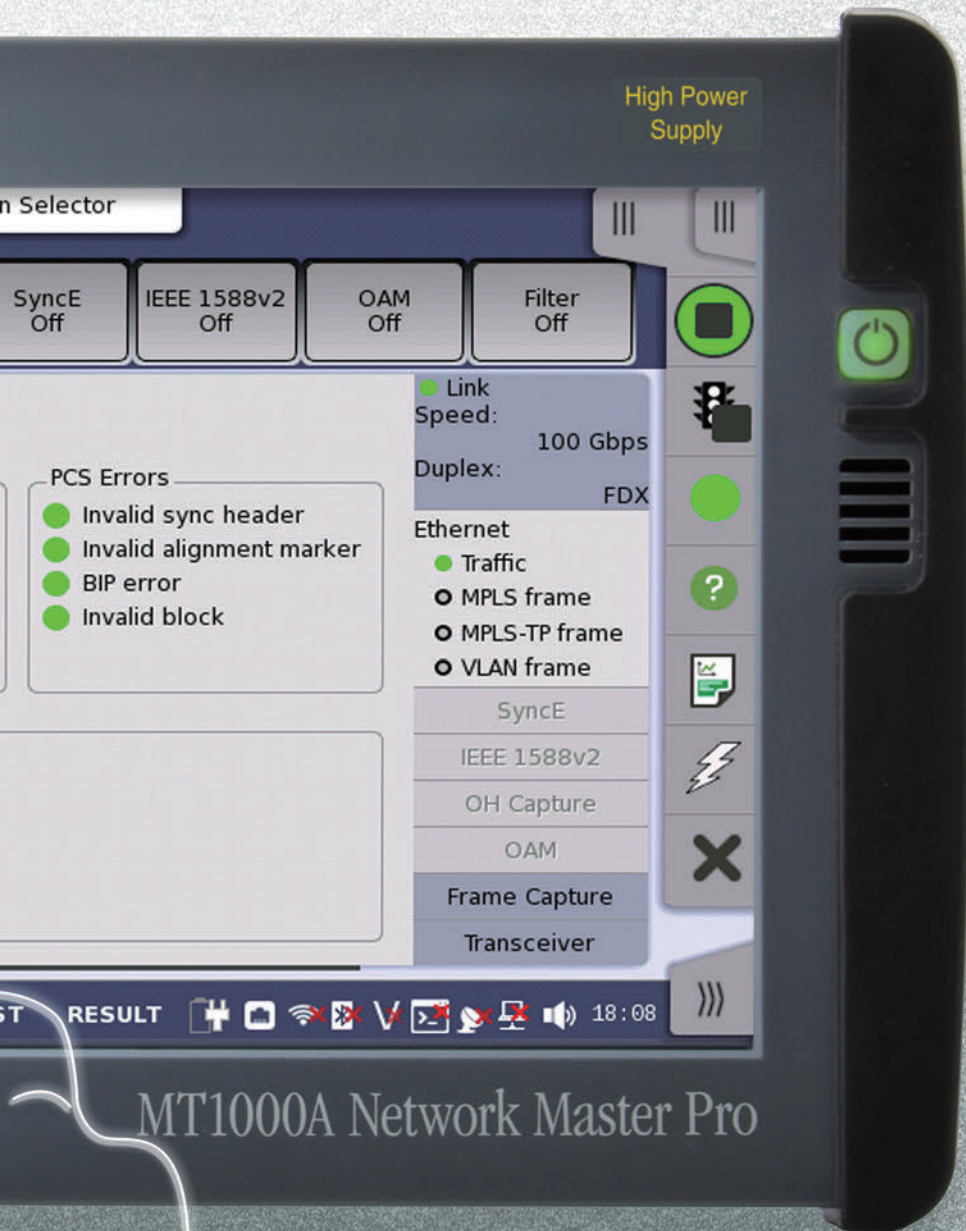 High Power
Supply
n Selector
SyncE
Off
IEEE 1588v2
Off
OAM
Off
Filter
Off
Link
Speed:
100 Gbps
Duplex:
FDX
PCS Errors
Invalid sync header
Invalid alignment marker
BIP error
Invalid block
Ethernet
Traffic
MPLS frame
MPLS-TP frame
VLAN frame
SyncE
IEEE 1588v2
OH Capture
OAM
Frame Capture
Transceiver
ST
RESULT
18:08
MT1000A Network Master Pro